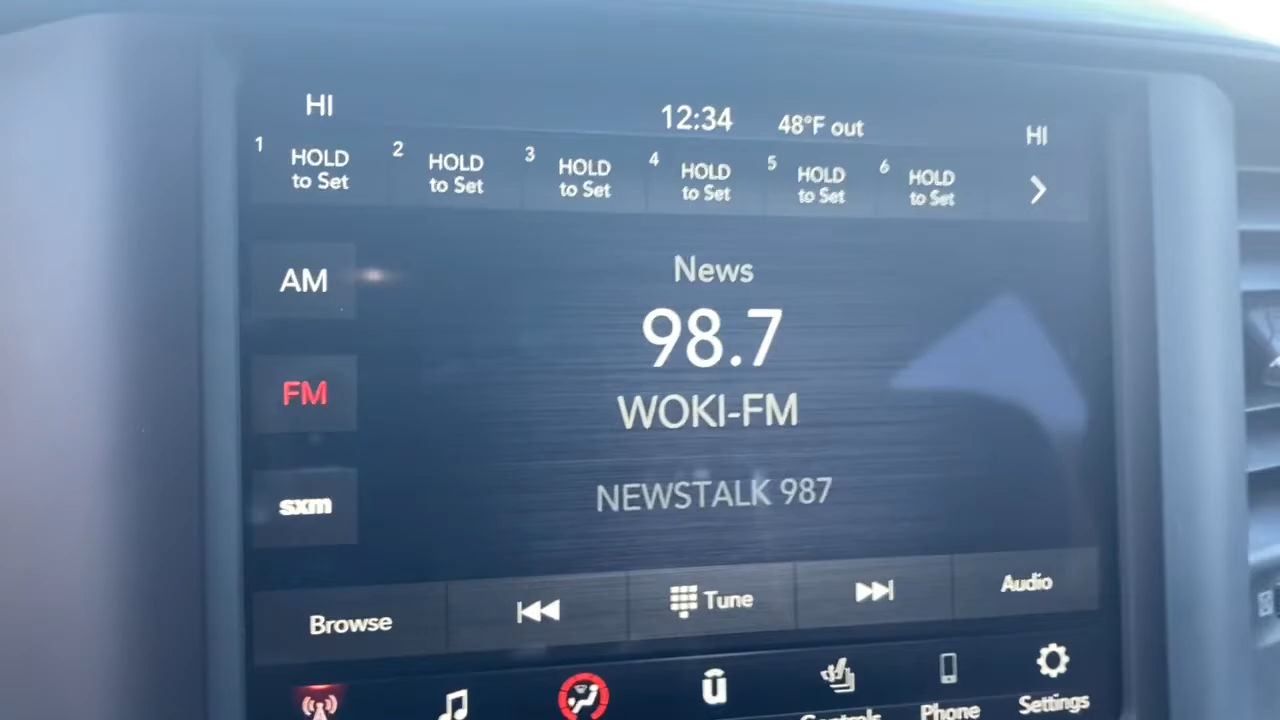 HI 12:34 48°F out HI
1 HOLD to Set
2 HOLD to Set
3 HOLD to Set
4 HOLD to Set
5 HOLD to Set
6 HOLD to Set
AM
FM
sxm
News
98.7
WOKI-FM
NEWSTALK 987
Browse
Tune
Audio
Controls
Phone
Settings